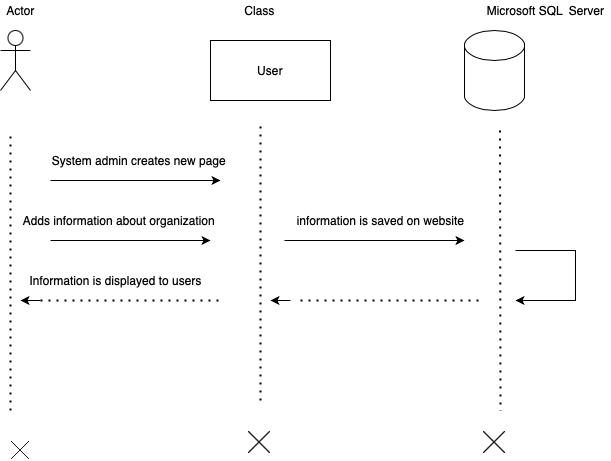 Actor
Class
Microsoft SQL Server
User
System admin creates new page
Adds information about organization
information is saved on website
Information is displayed to users